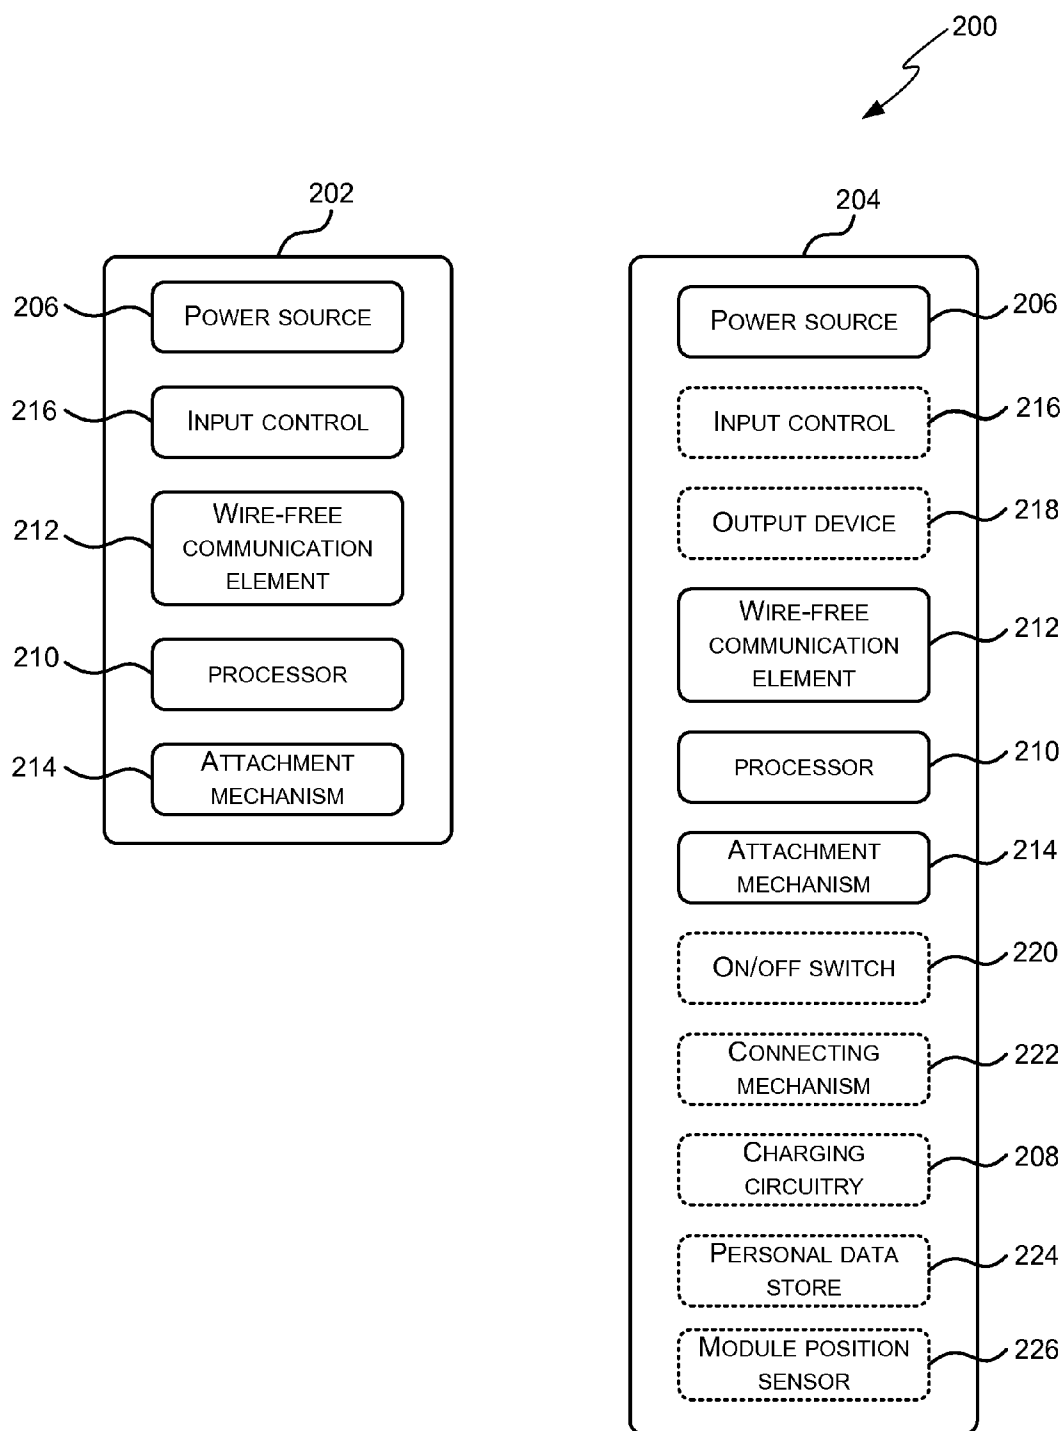 200
202
206
POWER SOURCE
216
INPUT CONTROL
212
WIRE-FREE
COMMUNICATION
ELEMENT
210
PROCESSOR
214
ATTACHMENT
MECHANISM
204
POWER SOURCE
206
INPUT CONTROL
216
OUTPUT DEVICE
218
WIRE-FREE
COMMUNICATION
ELEMENT
212
PROCESSOR
210
ATTACHMENT
MECHANISM
214
ON/OFF SWITCH
220
CONNECTING
MECHANISM
222
CHARGING
CIRCUITRY
208
PERSONAL DATA
STORE
224
MODULE POSITION
SENSOR
226